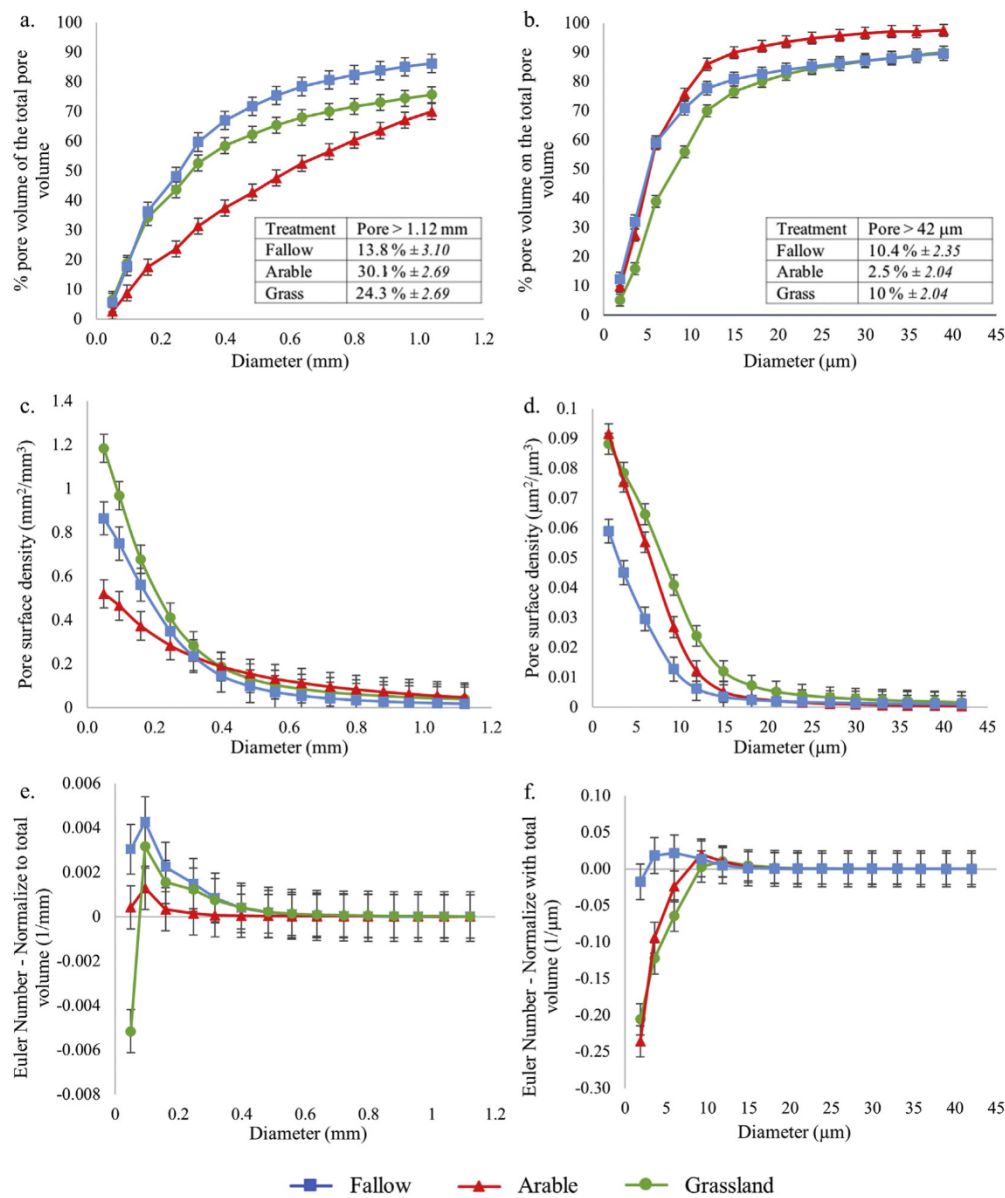 a.
% pore volume of the total pore
volume
100
90
80
70
60
50
40
30
20
10
0
0.0 0.2 0.4 0.6 0.8 1.0 1.2
Diameter (mm)
Treatment Pore > 1.12 mm
Fallow 13.8 % ± 3.10
Arable 30.1 % ± 2.69
Grass 24.3 % ± 2.69
b.
% pore volume on the total pore
volume
100
90
80
70
60
50
40
30
20
10
0
0 5 10 15 20 25 30 35 40 45
Diameter (µm)
Treatment Pore > 42 µm
Fallow 10.4 % ± 2.35
Arable 2.5 % ± 2.04
Grass 10 % ± 2.04
c.
Pore surface density (mm²/mm³)
1.4
1.2
1
0.8
0.6
0.4
0.2
0
0.0 0.2 0.4 0.6 0.8 1.0 1.2
Diameter (mm)
d.
Pore surface density (µm²/µm³)
0.1
0.09
0.08
0.07
0.06
0.05
0.04
0.03
0.02
0.01
0
0 5 10 15 20 25 30 35 40 45
Diameter (µm)
e.
Euler Number - Normalize to total
volume (1/mm)
0.006
0.004
0.002
0
-0.002
-0.004
-0.006
-0.008
0 0.2 0.4 0.6 0.8 1 1.2
Diameter (mm)
f.
Euler Number - Normalize with total
volume (1/µm)
0.10
0.05
0.00
-0.05
-0.10
-0.15
-0.20
-0.25
-0.30
0 5 10 15 20 25 30 35 40 45
Diameter (µm)
Fallow Arable Grassland